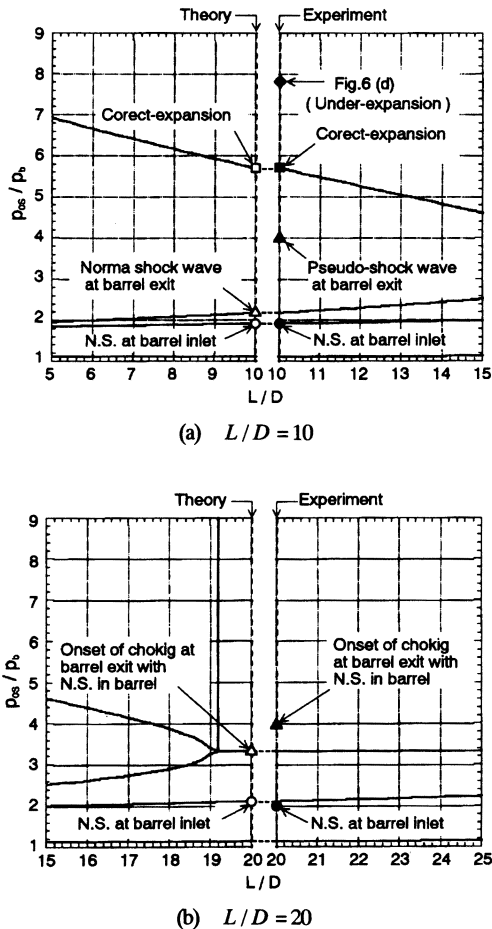 Theory Experiment
9
8
7
6
5
4
3
2
1
p₀ₛ / p_b
Fig.6 (d)
( Under-expansion )
Corect-expansion
Corect-expansion
Norma shock wave
at barrel exit
Pseudo-shock wave
at barrel exit
N.S. at barrel inlet
N.S. at barrel inlet
5 6 7 8 9 10 10 11 12 13 14 15
L / D
(a) L / D = 10
Theory Experiment
9
8
7
6
5
4
3
2
1
p₀ₛ / p_b
Onset of chokig at
barrel exit with
N.S. in barrel
Onset of chokig
at barrel exit with
N.S. in barrel
N.S. at barrel inlet
N.S. at barrel inlet
15 16 17 18 19 20 20 21 22 23 24 25
L / D
(b) L / D = 20